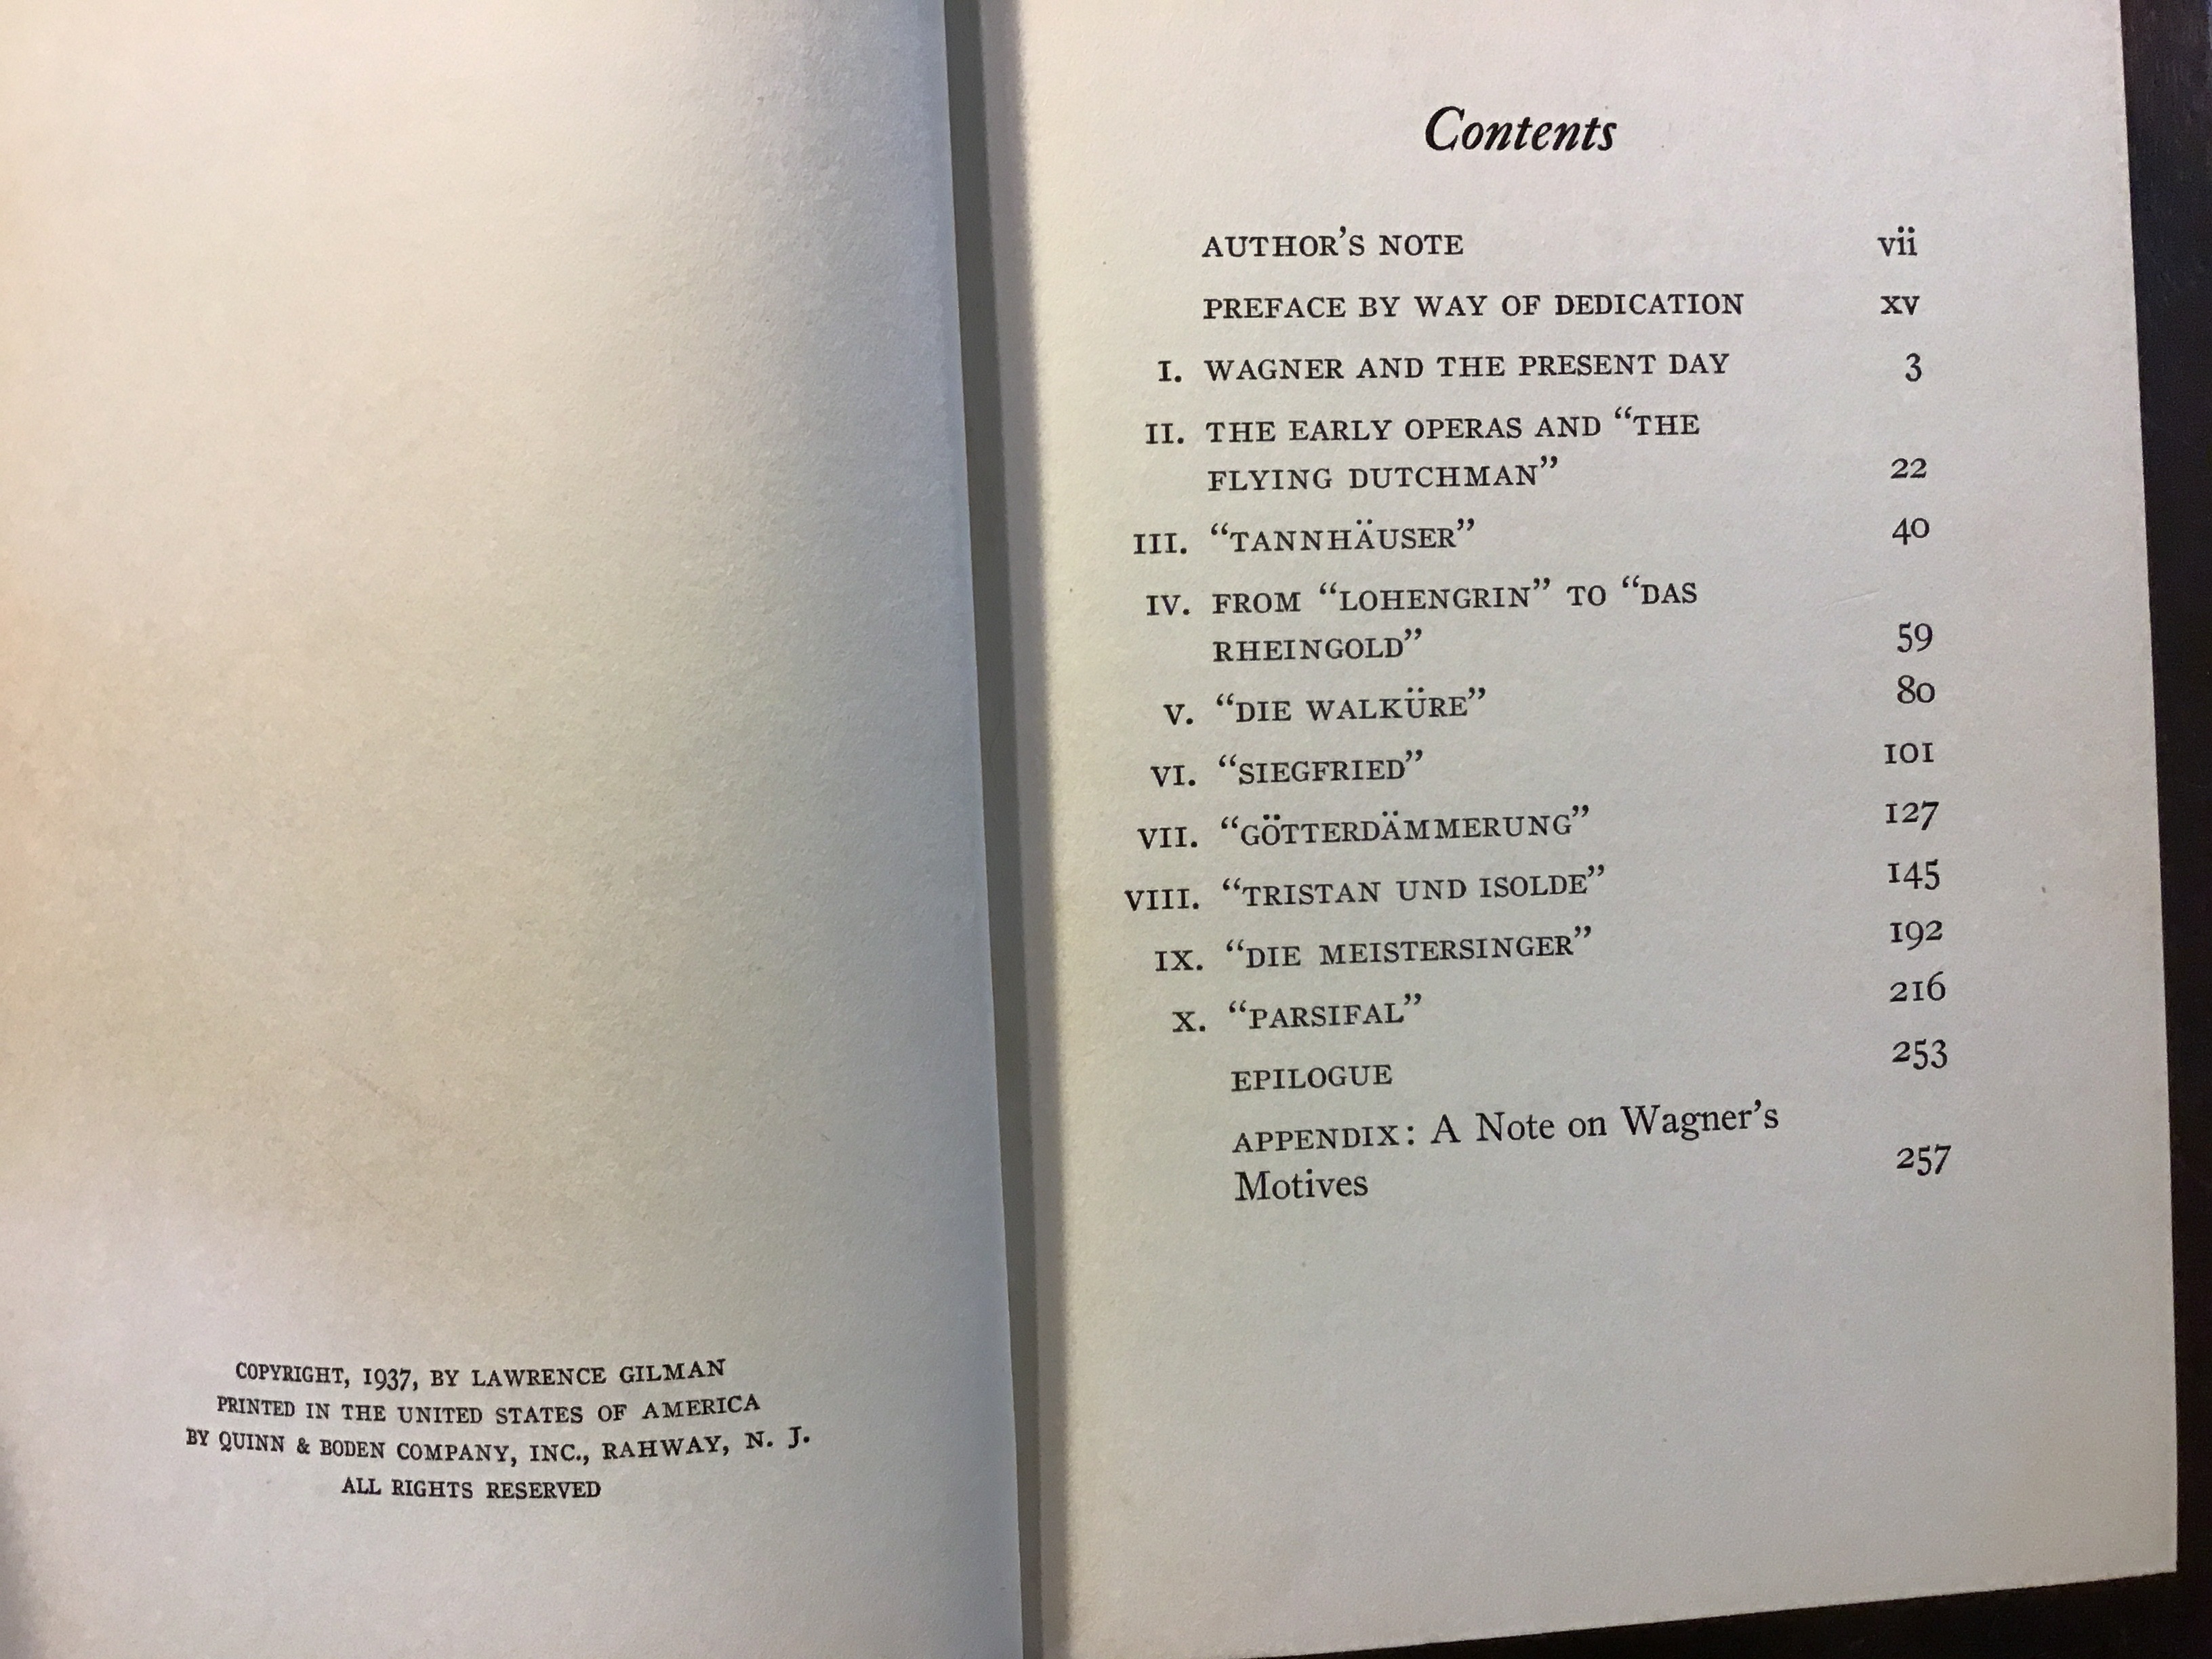 COPYRIGHT, 1937, BY LAWRENCE GILMAN
PRINTED IN THE UNITED STATES OF AMERICA
BY QUINN & BODEN COMPANY, INC., RAHWAY, N. J.
ALL RIGHTS RESERVED
Contents
AUTHOR'S NOTE vii
PREFACE BY WAY OF DEDICATION xv
I. WAGNER AND THE PRESENT DAY 3
II. THE EARLY OPERAS AND “THE
FLYING DUTCHMAN” 22
III. “TANNHÄUSER” 40
IV. FROM “LOHENGRIN” TO “DAS
RHEINGOLD” 59
V. “DIE WALKÜRE” 80
VI. “SIEGFRIED” 101
VII. “GÖTTERDÄMMERUNG” 127
VIII. “TRISTAN UND ISOLDE” 145
IX. “DIE MEISTERSINGER” 192
X. “PARSIFAL” 216
EPILOGUE 253
APPENDIX: A Note on Wagner's
Motives 257